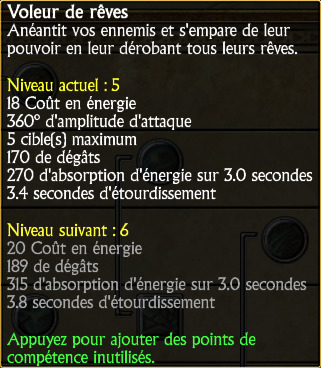 Voleur de rêves
Anéantit vos ennemis et s'empare de leur
pouvoir en leur dérobant tous leurs rêves.
Niveau actuel : 5
18 Coût en énergie
360° d'amplitude d'attaque
5 cible(s) maximum
170 de dégâts
270 d'absorption d'énergie sur 3.0 secondes
3.4 secondes d'étourdissement
Niveau suivant : 6
20 Coût en énergie
189 de dégâts
315 d'absorption d'énergie sur 3.0 secondes
3.8 secondes d'étourdissement
Appuyez pour ajouter des points de
compétence inutilisés.